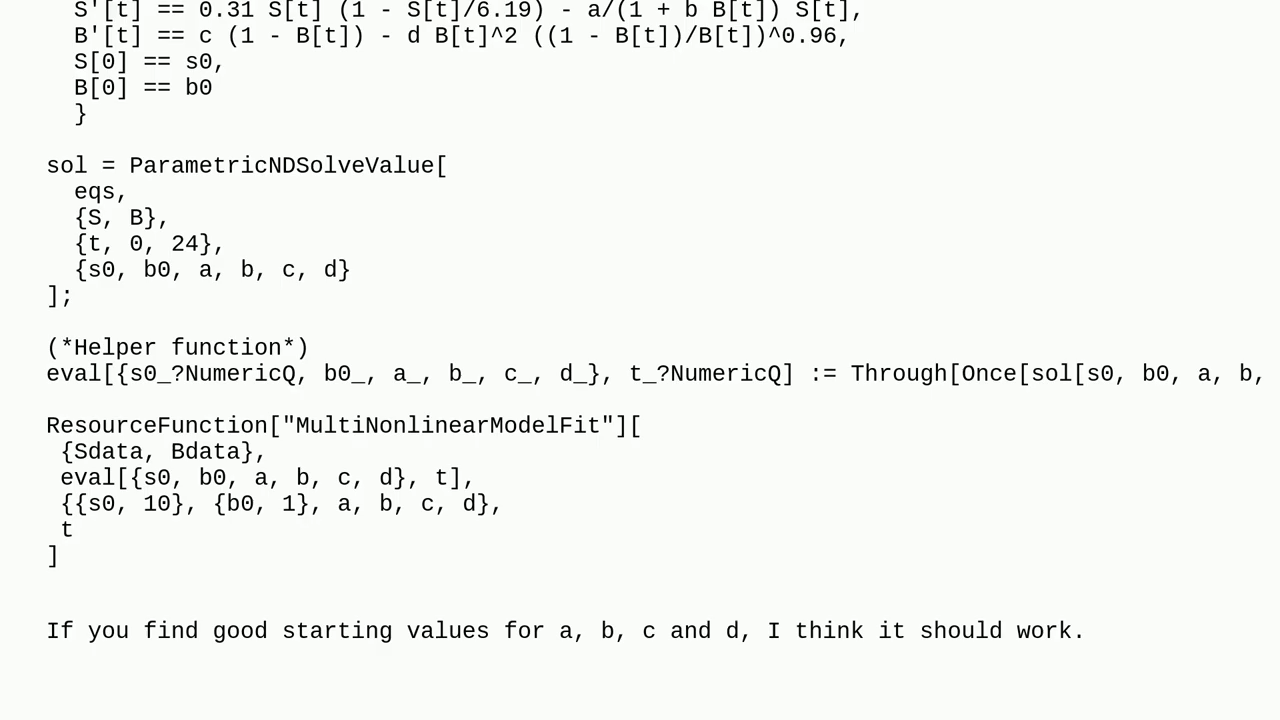 S'[t] == 0.31 S[t] (1 - S[t]/6.19) - a/(1 + b B[t]) S[t],
B'[t] == c (1 - B[t]) - d B[t]^2 ((1 - B[t])/B[t])^0.96,
S[0] == s0,
B[0] == b0
}
sol = ParametricNDSolveValue[
eqs,
{S, B},
{t, 0, 24},
{s0, b0, a, b, c, d}
];
(*Helper function*)
eval[{s0_?NumericQ, b0_, a_, b_, c_, d_}, t_?NumericQ] := Through[Once[sol[s0, b0, a, b,
ResourceFunction["MultiNonlinearModelFit"][
{Sdata, Bdata},
eval[{s0, b0, a, b, c, d}, t],
{{s0, 10}, {b0, 1}, a, b, c, d},
t
]
If you find good starting values for a, b, c and d, I think it should work.